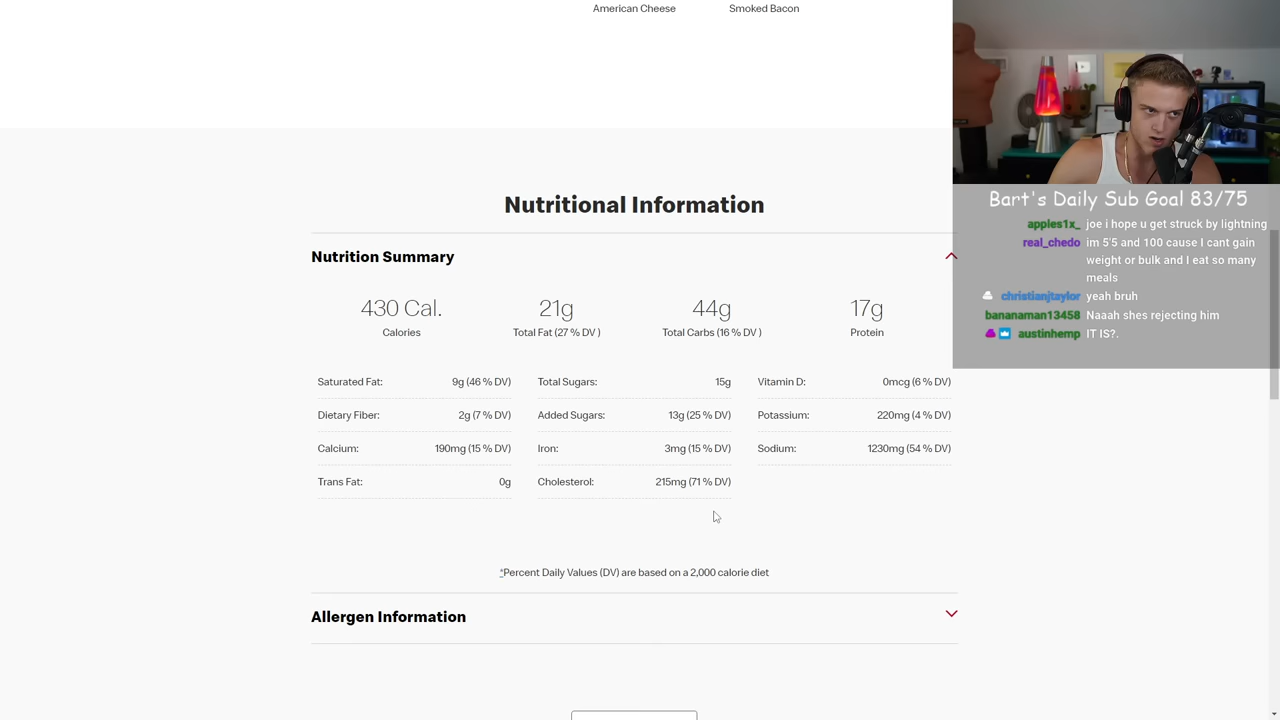 American Cheese
Smoked Bacon
Nutritional Information
Nutrition Summary
430 Cal.
Calories
21g
Total Fat (27 % DV )
44g
Total Carbs (16 % DV )
17g
Protein
Saturated Fat: 9g (46 % DV)
Dietary Fiber: 2g (7 % DV)
Calcium: 190mg (15 % DV)
Trans Fat: 0g
Total Sugars: 15g
Added Sugars: 13g (25 % DV)
Iron: 3mg (15 % DV)
Cholesterol: 215mg (71 % DV)
Vitamin D: 0mcg (6 % DV)
Potassium: 220mg (4 % DV)
Sodium: 1230mg (54 % DV)
*Percent Daily Values (DV) are based on a 2,000 calorie diet
Allergen Information
Bart's Daily Sub Goal 83/75
apples1x_ joe i hope u get struck by lightning
real_chedo im 5'5 and 100 cause I cant gain
weight or bulk and I eat so many
meals
christianjtaylor yeah bruh
bananaman13458 Naaah shes rejecting him
austinhemp IT IS?.